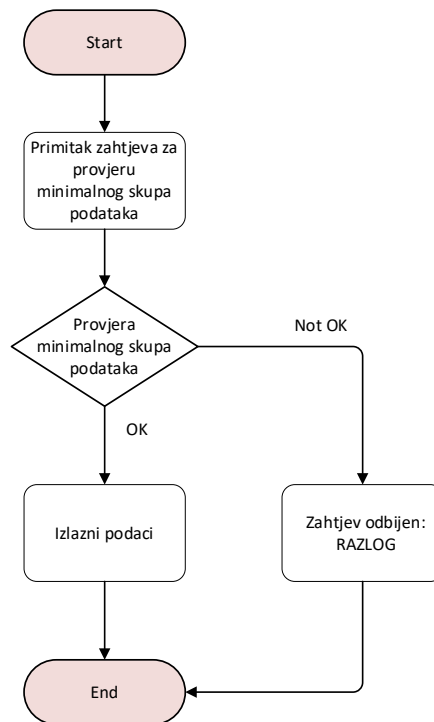 Start
Primitak zahtjeva za
provjeru
minimalnog skupa
podataka
Provjera
minimalnog skupa
podataka
Not OK
OK
Izlazni podaci
Zahtjev odbijen:
RAZLOG
End